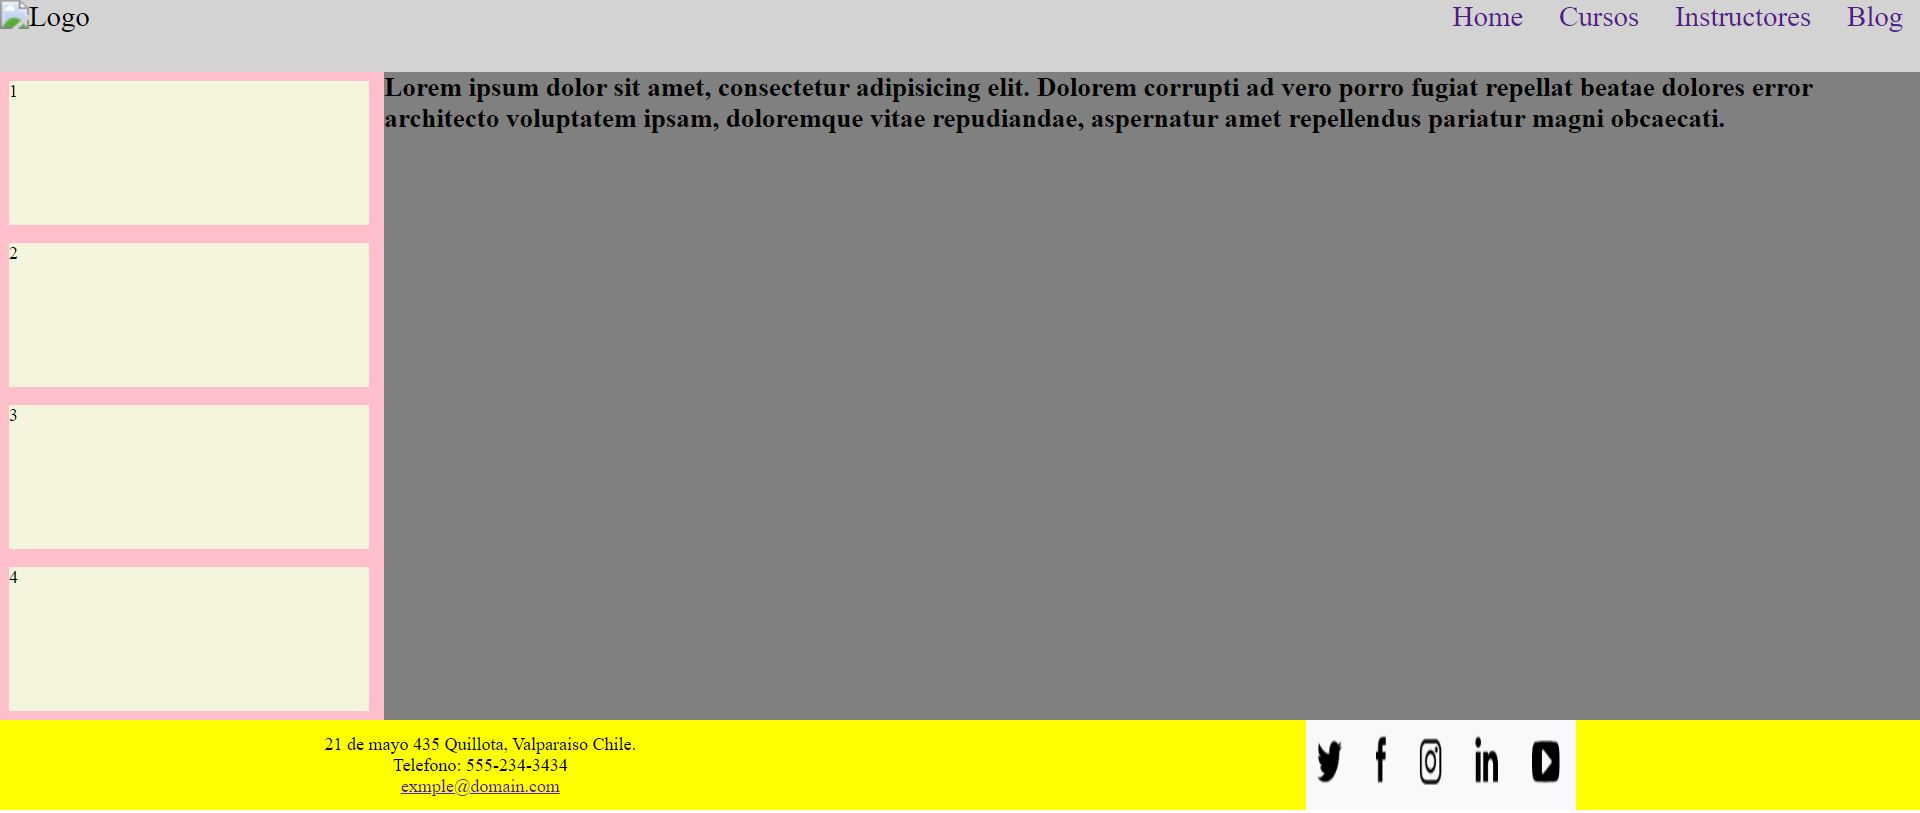 Logo
Home Cursos Instructores Blog
1
Lorem ipsum dolor sit amet, consectetur adipisicing elit. Dolorem corrupti ad vero porro fugiat repellat beatae dolores error
architecto voluptatem ipsam, doloremque vitae repudiandae, aspernatur amet repellendus pariatur magni obcaecati.
2
3
4
21 de mayo 435 Quillota, Valparaiso Chile.
Telefono: 555-234-3434
exmple@domain.com